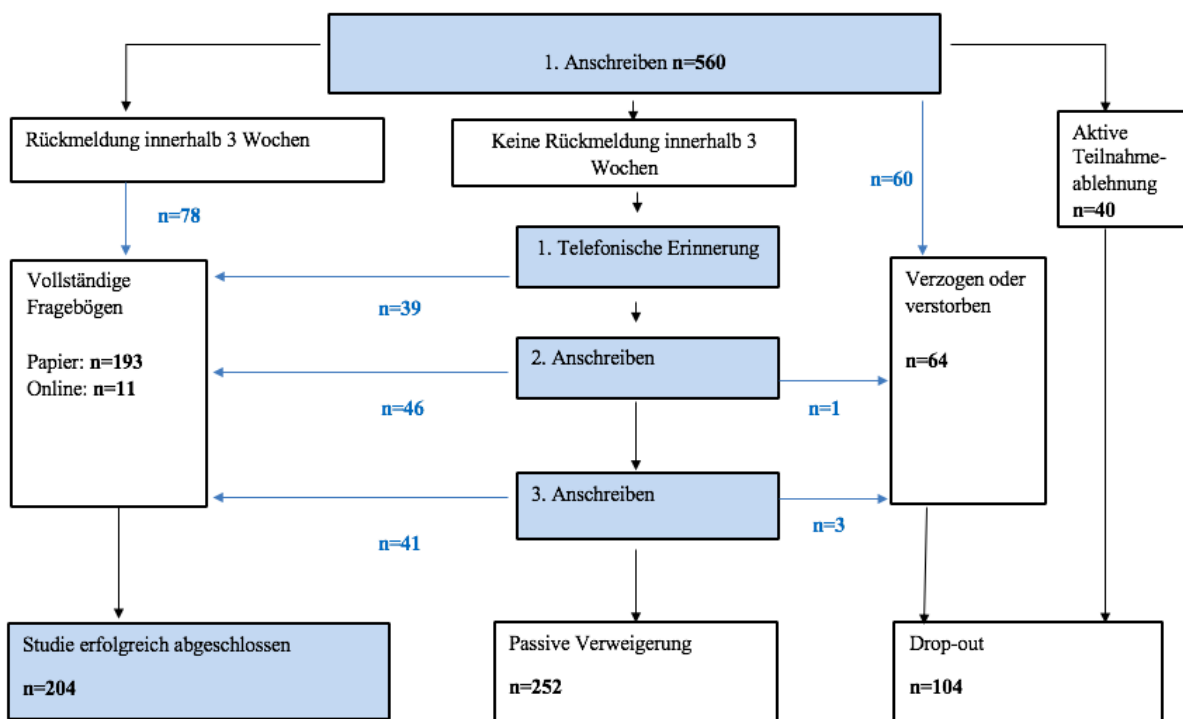 1. Anschreiben n=560
Rückmeldung innerhalb 3 Wochen
Keine Rückmeldung innerhalb 3
Wochen
Aktive
Teilnahme-
ablehnung
n=40
n=60
n=78
1. Telefonische Erinnerung
Vollständige
Fragebögen
Papier: n=193
Online: n=11
Verzogen oder
verstorben
n=64
n=39
2. Anschreiben
n=46
n=1
3. Anschreiben
n=41
n=3
Studie erfolgreich abgeschlossen
n=204
Passive Verweigerung
n=252
Drop-out
n=104